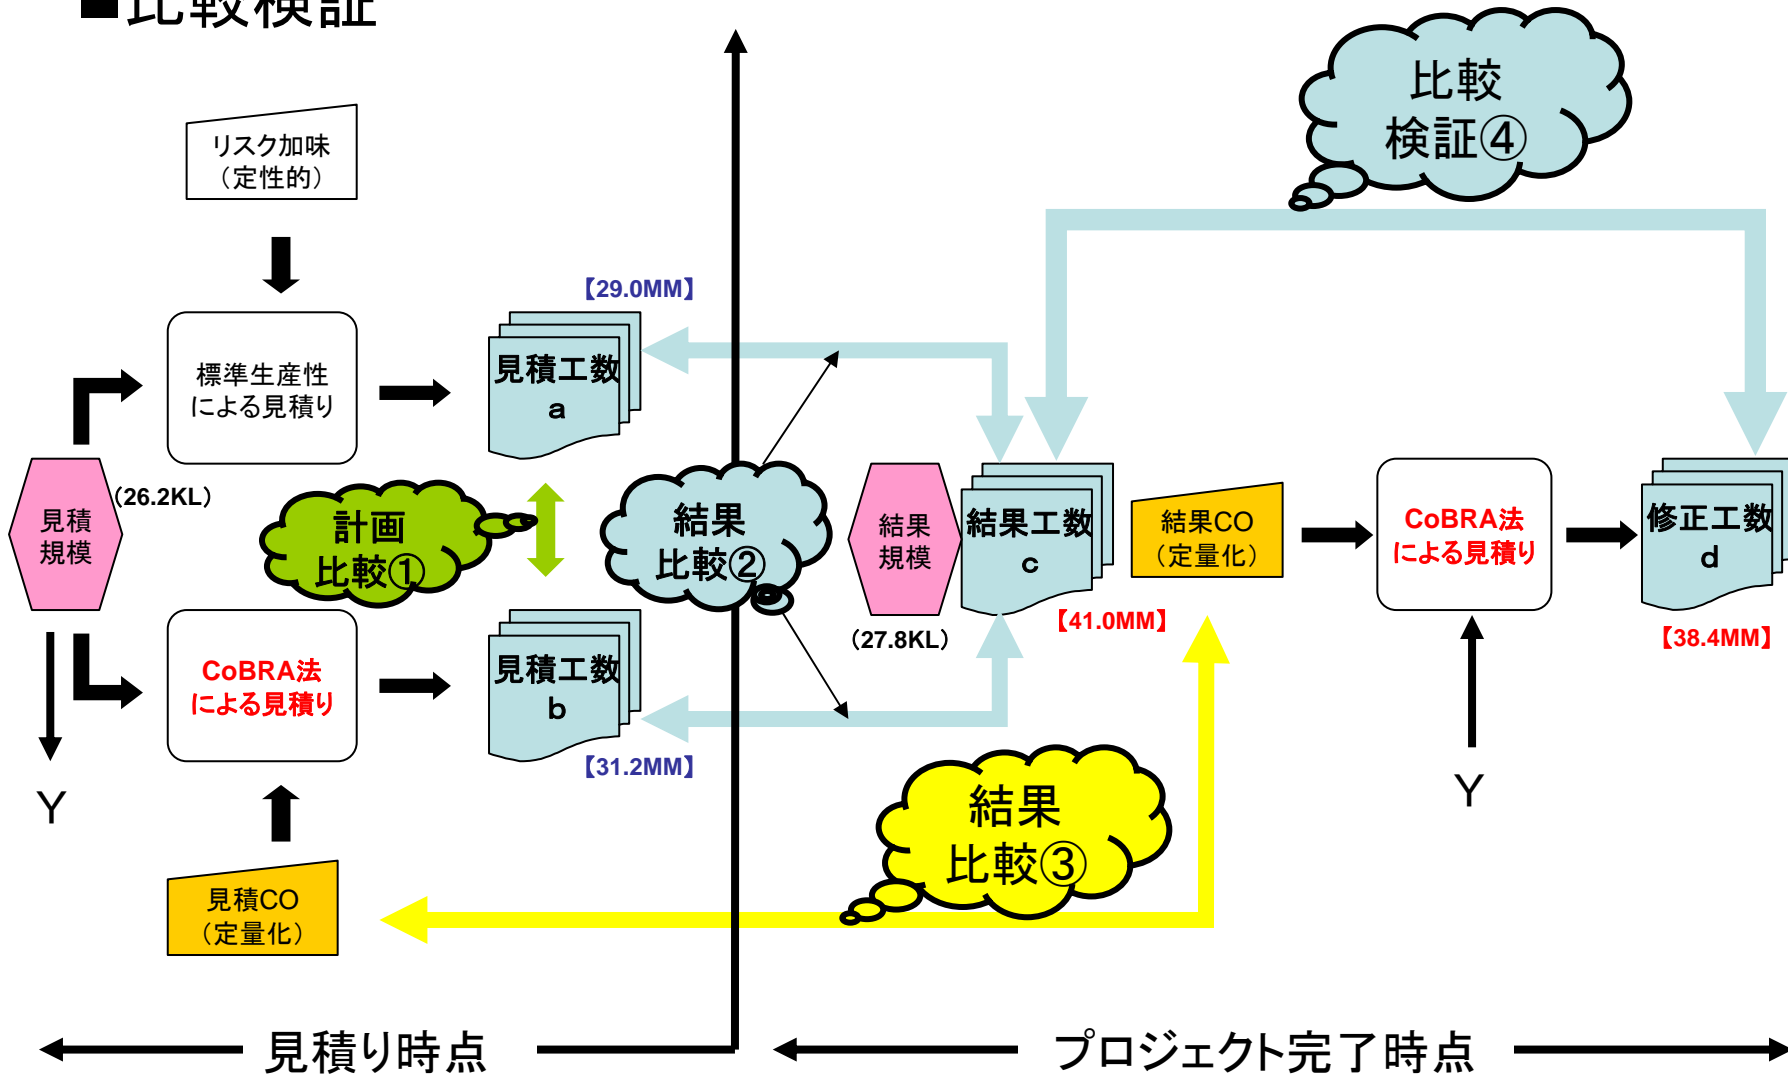 ■比較検証
リスク加味
（定性的）
比較
検証④
【29.0MM】
標準生産性
による見積り
見積工数
a
見積
規模
（26.2KL）
計画
比較①
結果
比較②
結果
規模
（27.8KL）
結果工数
c
【41.0MM】
結果CO
（定量化）
CoBRA法
による見積り
修正工数
d
【38.4MM】
CoBRA法
による見積り
見積工数
b
【31.2MM】
Y
Y
結果
比較③
見積CO
（定量化）
見積り時点
プロジェクト完了時点